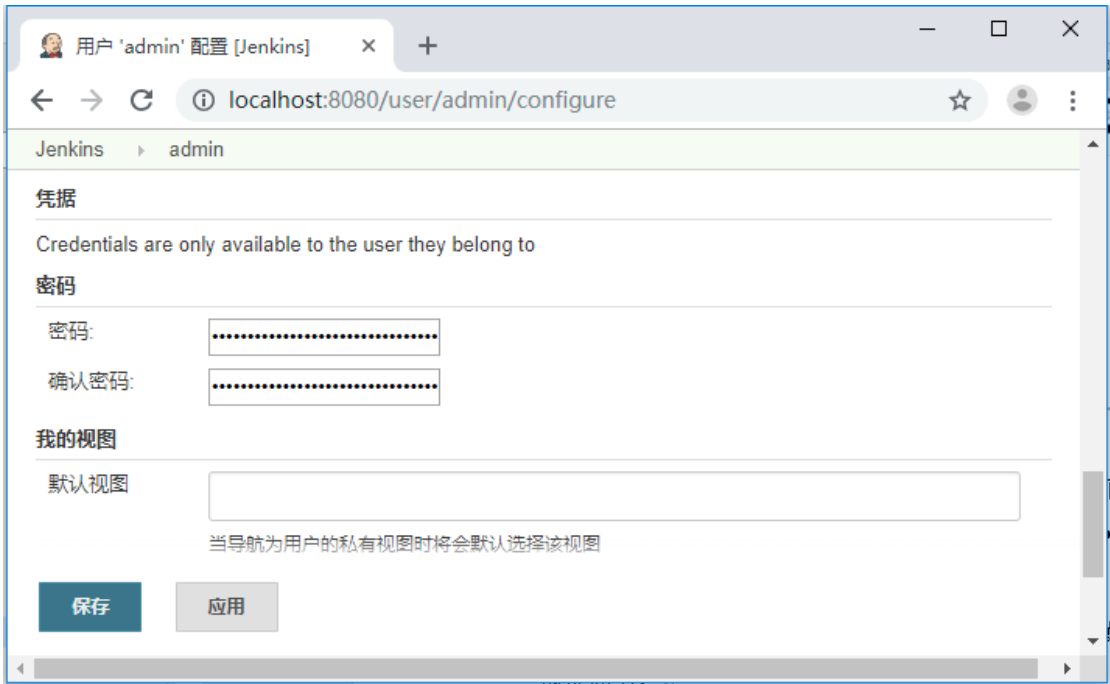 用户 'admin' 配置 [Jenkins]
localhost:8080/user/admin/configure
Jenkins admin
凭据
Credentials are only available to the user they belong to
密码
密码:
确认密码:
我的视图
默认视图
当导航为用户的私有视图时将会默认选择该视图
保存 应用